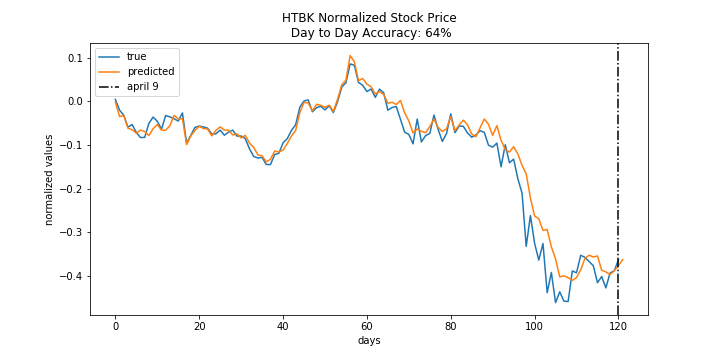 HTBK Normalized Stock Price
Day to Day Accuracy: 64%
true
predicted
april 9
normalized values
0.1
0.0
−0.1
−0.2
−0.3
−0.4
0
20
40
60
80
100
120
days